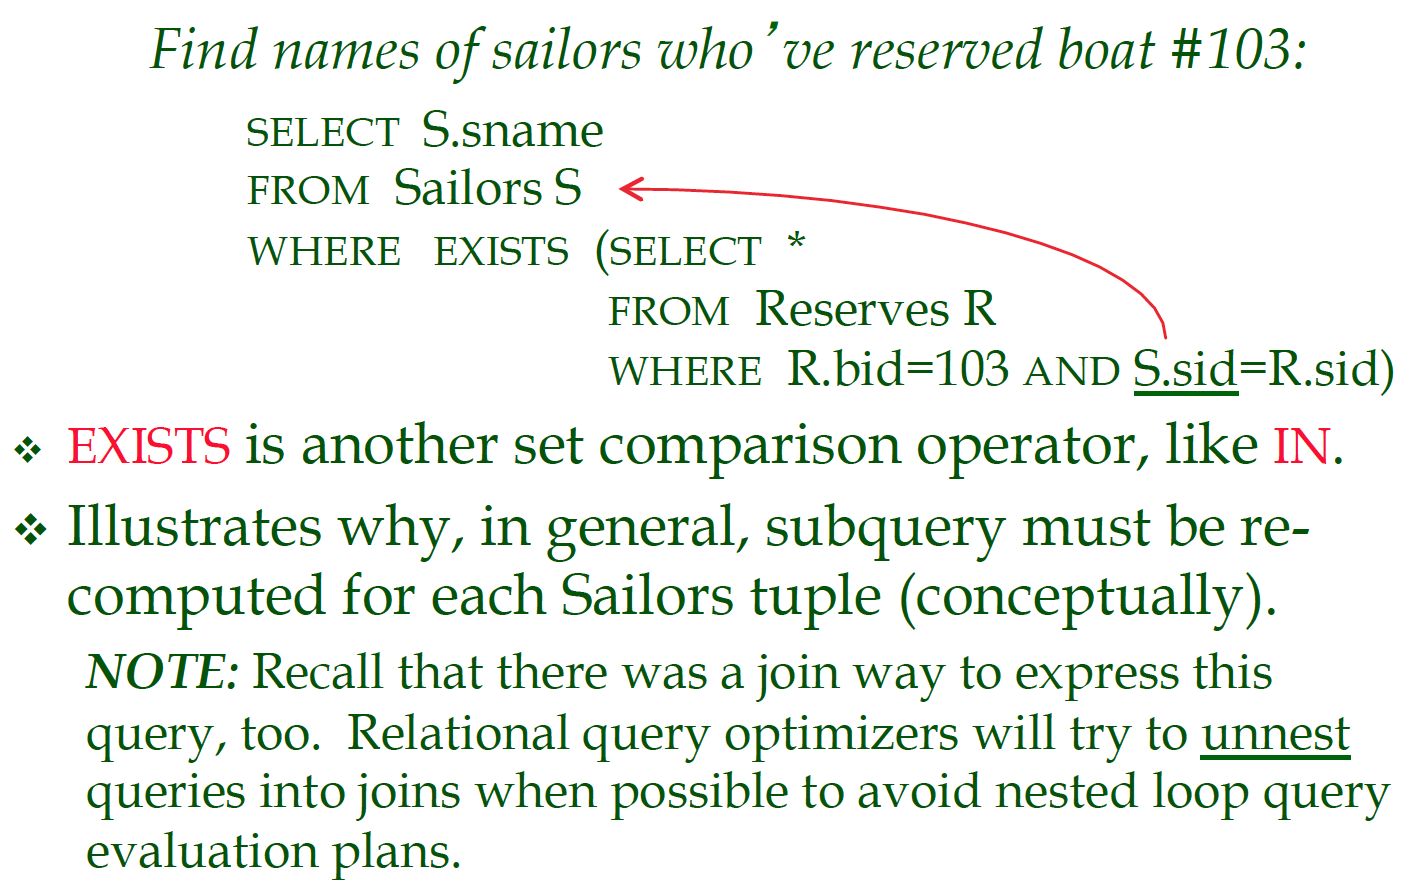 Find names of sailors who’ve reserved boat #103:
SELECT S.sname
FROM Sailors S
WHERE EXISTS (SELECT *
FROM Reserves R
WHERE R.bid=103 AND S.sid=R.sid)
❖ EXISTS is another set comparison operator, like IN.
❖ Illustrates why, in general, subquery must be re-
computed for each Sailors tuple (conceptually).
NOTE: Recall that there was a join way to express this
query, too. Relational query optimizers will try to unnest
queries into joins when possible to avoid nested loop query
evaluation plans.